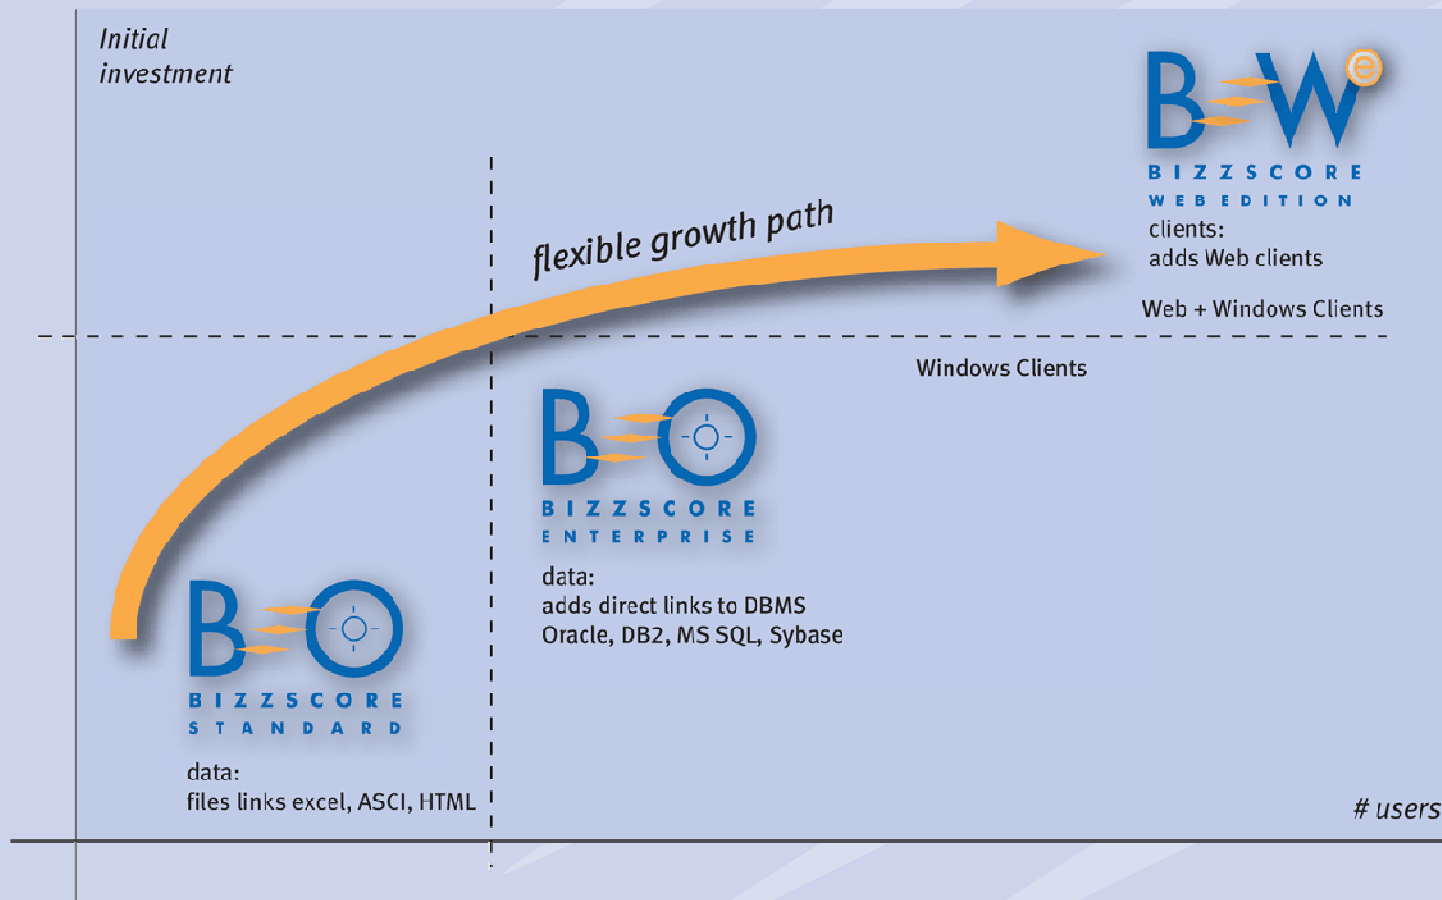 Initial
investment
flexible growth path
B W e
BIZZSCORE
WEB EDITION
clients:
adds Web clients
Web + Windows Clients
Windows Clients
B O
BIZZSCORE
ENTERPRISE
data:
adds direct links to DBMS
Oracle, DB2, MS SQL, Sybase
B O
BIZZSCORE
STANDARD
data:
files links excel, ASCI, HTML
# users